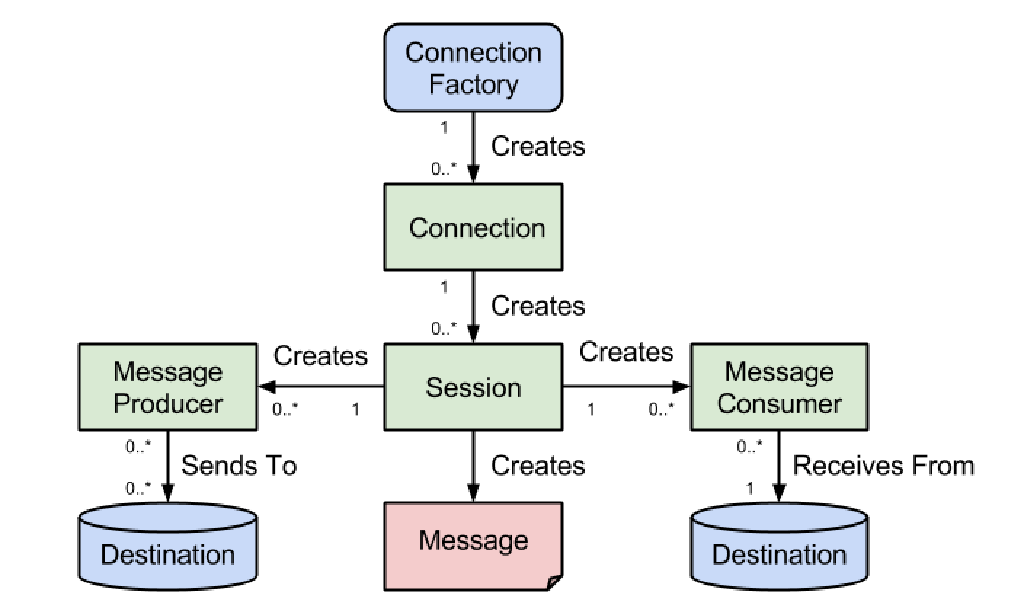 Connection
Factory
1
Creates
0..*
Connection
1
Creates
0..*
Creates
Creates
Message
Producer
Session
Message
Consumer
0..*
1
1
0..*
0..*
Sends To
0..*
Creates
0..*
Receives From
1
Destination
Message
Destination